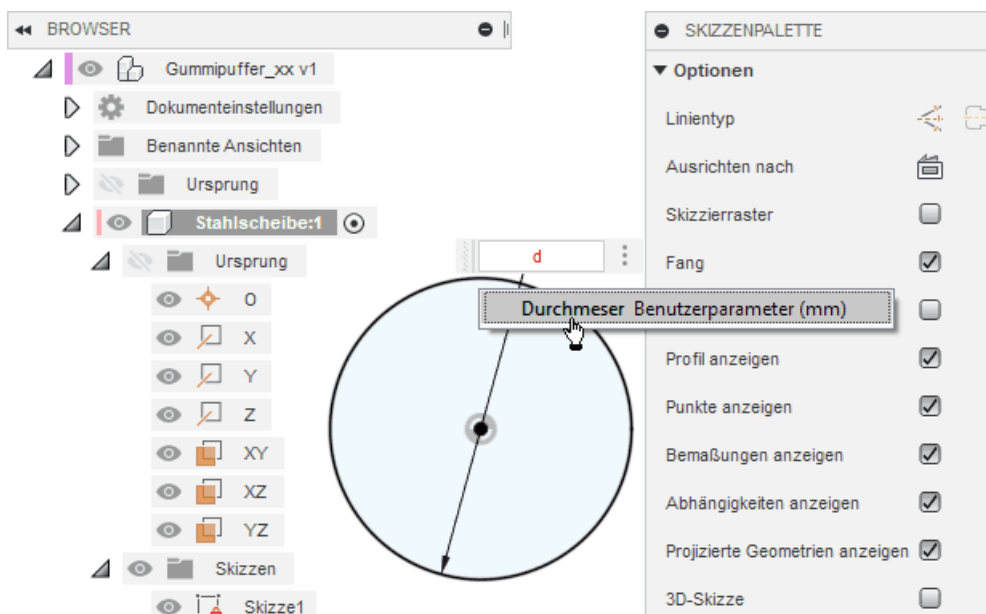 BROWSER
Gummipuffer_xx v1
Dokumenteinstellungen
Benannte Ansichten
Ursprung
Stahlscheibe:1
Ursprung
O
X
Y
Z
XY
XZ
YZ
Skizzen
Skizze1
d
Durchmeser Benutzerparameter (mm)
SKIZZENPALETTE
Optionen
Linientyp
Ausrichten nach
Skizzierraster
Fang
Profil anzeigen
Punkte anzeigen
Bemaßungen anzeigen
Abhängigkeiten anzeigen
Projizierte Geometrien anzeigen
3D-Skizze